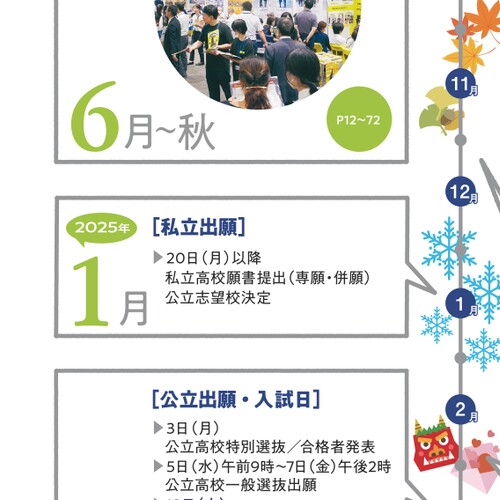 6月~秋
P12~72
2025年
1月
[私立出願]
▶20日(月)以降
私立高校願書提出(専願・併願)
公立志望校決定
[公立出願・入試日]
▶3日(月)
公立高校特別選抜/合格者発表
▶5日(水)午前9時~7日(金)午後2時
公立高校一般選抜出願
11月
12月
1月
2月